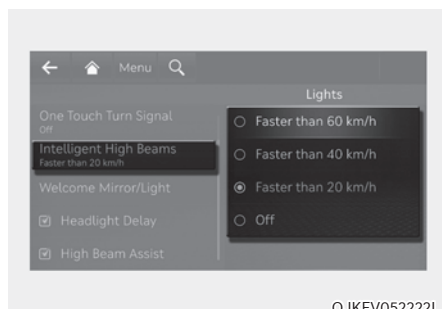 Menu
Lights
One Touch Turn Signal
Off
Intelligent High Beams
Faster than 20 km/h
Welcome Mirror/Light
Headlight Delay
High Beam Assist
Faster than 60 km/h
Faster than 40 km/h
Faster than 20 km/h
Off